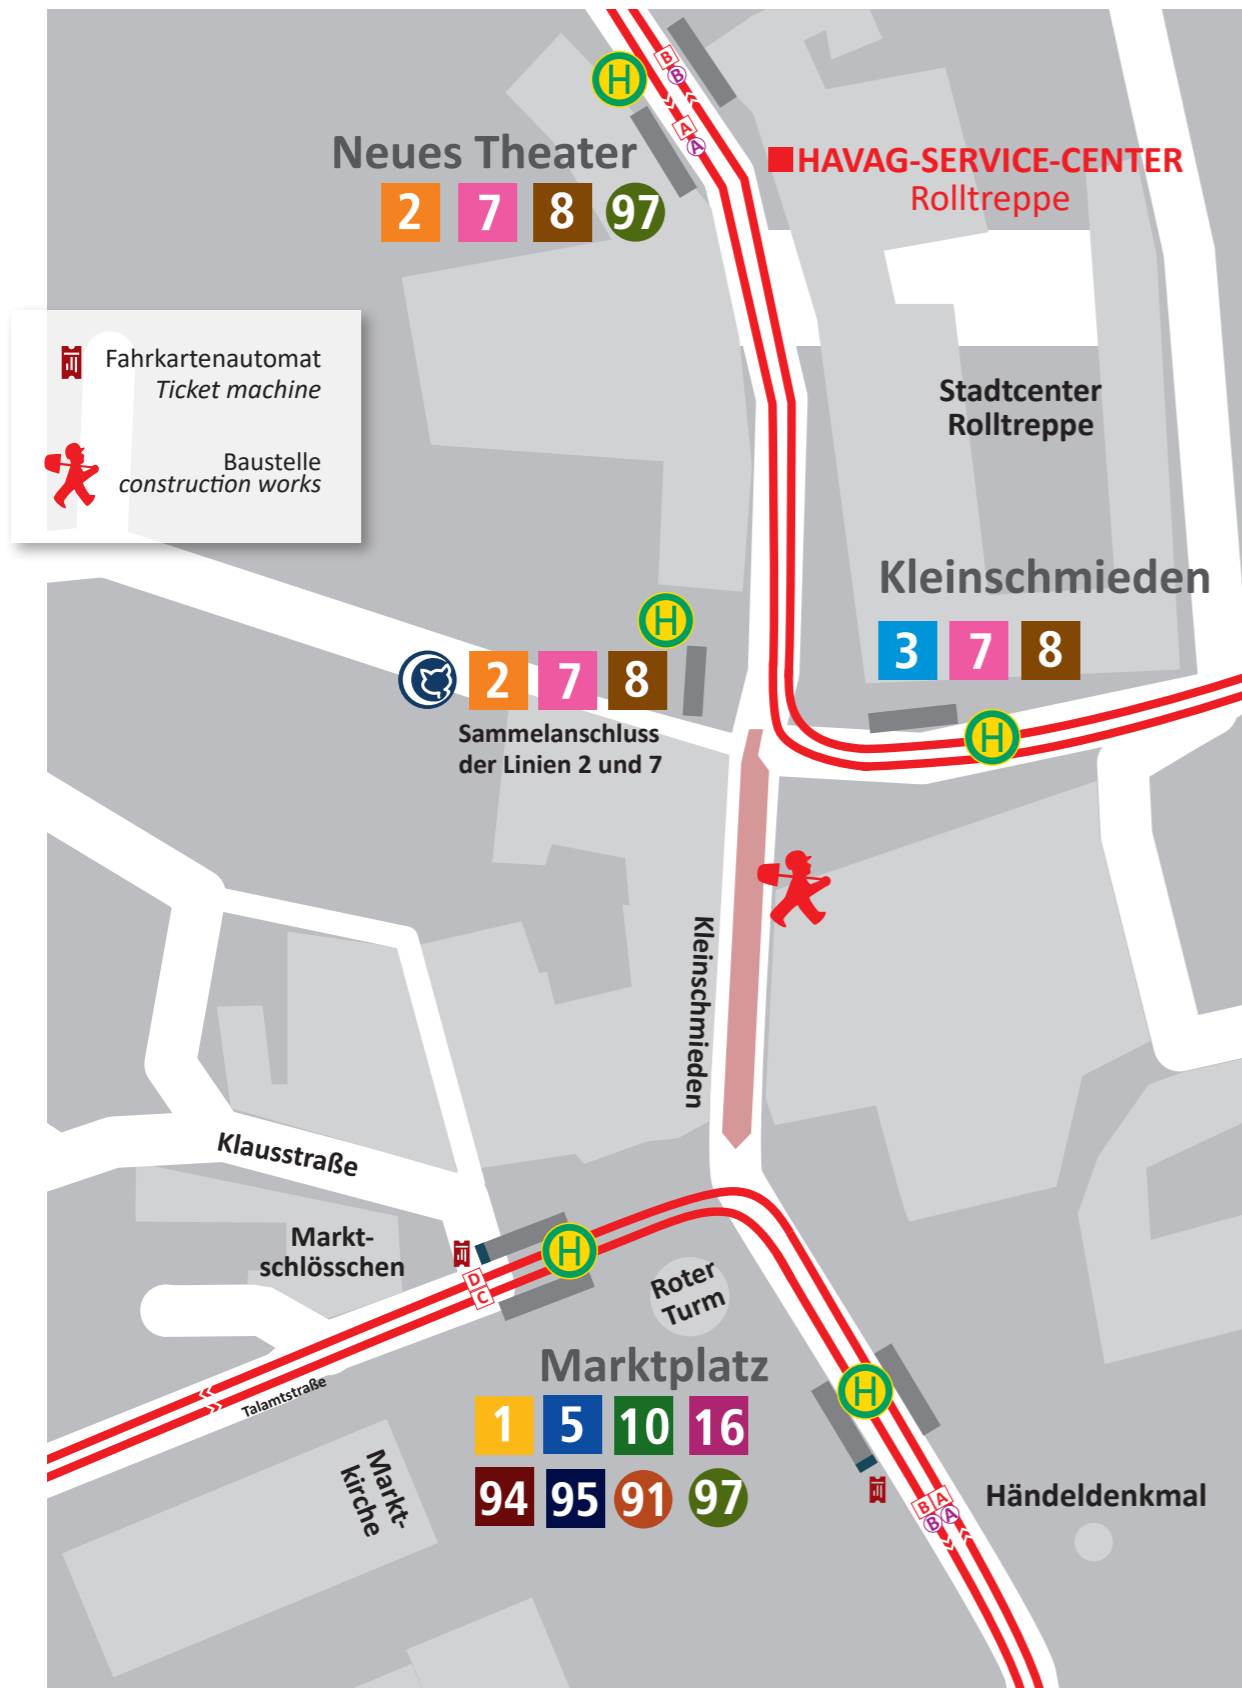 B
B
H
A
A
Neues Theater
2 7 8 97
HAVAG-SERVICE-CENTER
Rolltreppe
Fahrkartenautomat
Ticket machine
Baustelle
construction works
Stadtcenter
Rolltreppe
Kleinschmieden
3 7 8
H
H
2 7 8
Sammelanschluss
der Linien 2 und 7
Kleinschmieden
Klausstraße
Markt-
schlösschen
H
D
C
Roter
Turm
Talamtstraße
Marktplatz
1 5 10 16
94 95 91 97
Markt-
kirche
H
B A
B A
Händeldenkmal